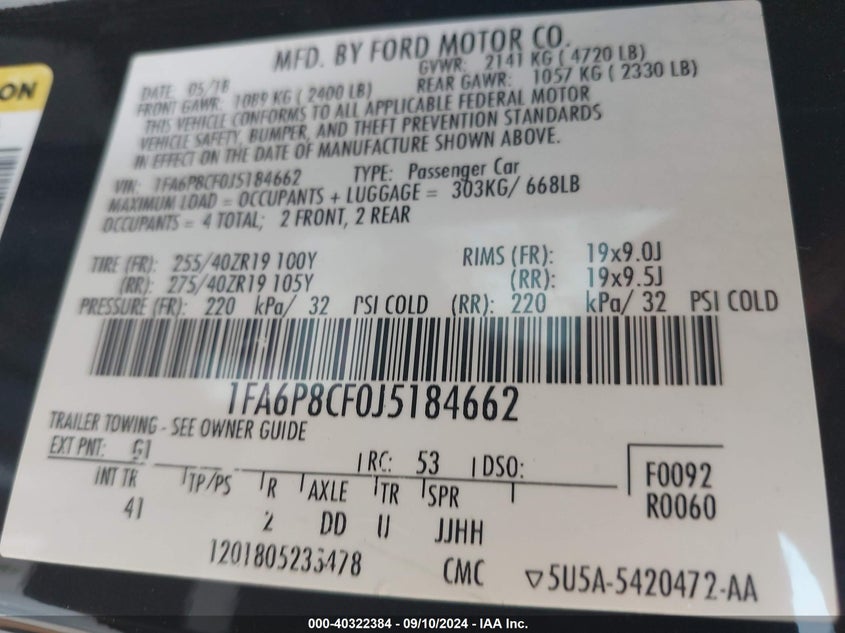 ON
MFD. BY FORD MOTOR CO.
DATE 05/18 GVWR: 2141 KG ( 4720 LB)
FRONT GAWR: 1089 KG ( 2400 LB) REAR GAWR: 1057 KG ( 2330 LB)
THIS VEHICLE CONFORMS TO ALL APPLICABLE FEDERAL MOTOR
VEHICLE SAFETY, BUMPER, AND THEFT PREVENTION STANDARDS
IN EFFECT ON THE DATE OF MANUFACTURE SHOWN ABOVE.
VIN: 1FA6P8CF0J5184662 TYPE: Passenger Car
MAXIMUM LOAD = OCCUPANTS + LUGGAGE = 303KG/ 668LB
OCCUPANTS = 4 TOTAL; 2 FRONT, 2 REAR
TIRE (FR): 255/40ZR19 100Y RIMS (FR): 19x9.0J
(RR): 275/40ZR19 105Y (RR): 19x9.5J
PRESSURE (FR): 220 kPa/ 32 PSI COLD (RR): 220 kPa/ 32 PSI COLD
1FA6P8CF0J5184662
TRAILER TOWING - SEE OWNER GUIDE
EXT PNT: G1 RC: 53 DSO: F0092
INT TR TP/PS R AXLE TR SPR R0060
41 2 DD U JJHH
CMC ▽5U5A-5420472-AA
000-40322384 - 09/10/2024 - IAA Inc.